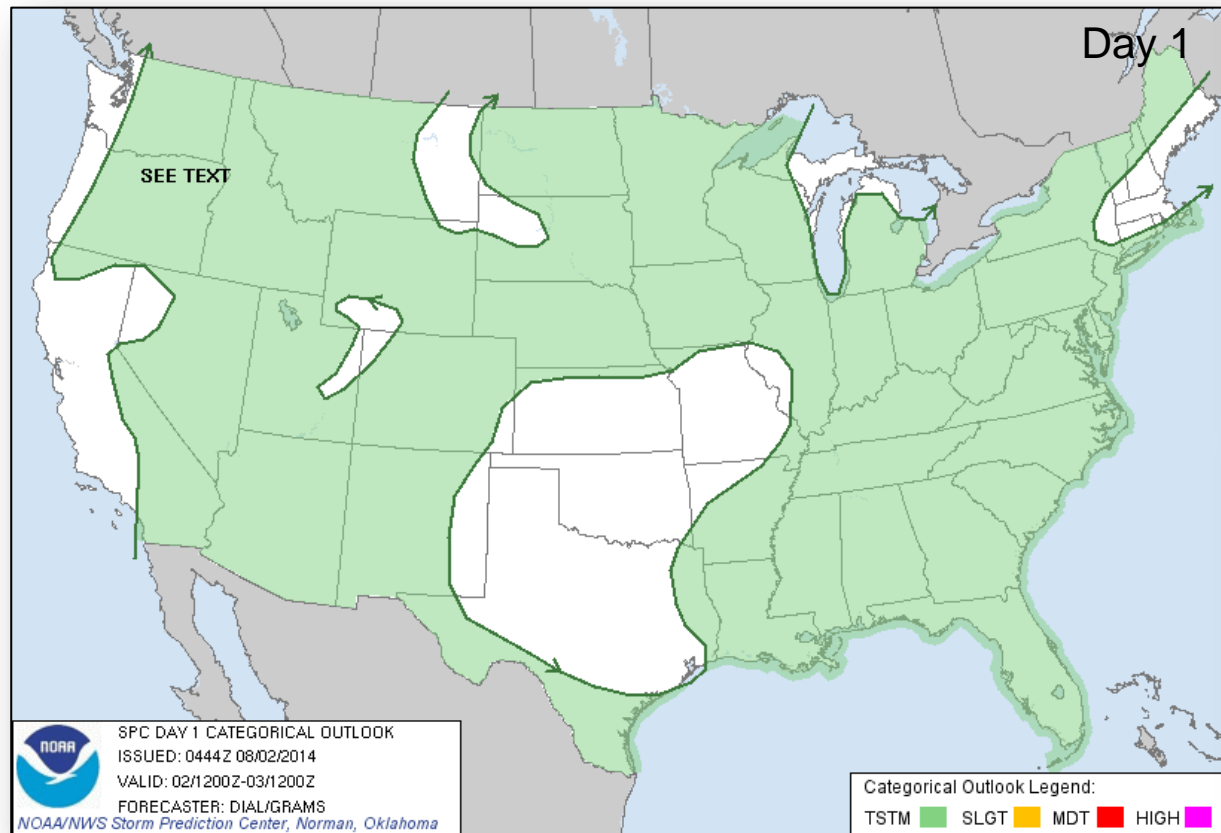 Day 1
SEE TEXT
NOAA
SPC DAY 1 CATEGORICAL OUTLOOK
ISSUED: 0444Z 08/02/2014
VALID: 02/1200Z-03/1200Z
FORECASTER: DIAL/GRAMS
NOAA/NWS Storm Prediction Center, Norman, Oklahoma
Categorical Outlook Legend:
TSTM SLGT MDT HIGH